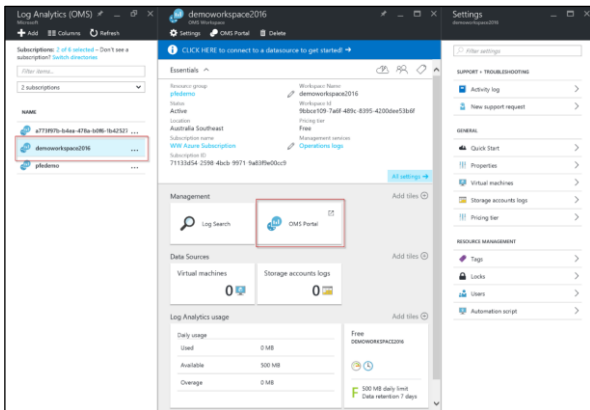 Log Analytics (OMS)
Microsoft
Add Columns Refresh
Subscriptions: 2 of 6 selected – Don't see a
subscription? Switch directories
Filter items...
2 subscriptions
NAME
demoworkspace2016 ...
pfedemo ...
demoworkspace2016
OMS Workspace
Settings OMS Portal Delete
CLICK HERE to connect to a datasource to get started! →
Essentials
Resource group
pfedemo
Status
Active
Location
Australia Southeast
Subscription name
WW Azure Subscription
Subscription ID
Workspace Name
demoworkspace2016
Workspace Id
Pricing tier
Free
Management services
Operations logs
All settings →
Management Add tiles
Log Search
OMS Portal
Data Sources Add tiles
Virtual machines
0
Storage accounts logs
0
Log Analytics usage Add tiles
Daily usage
Used 0 MB
Available 500 MB
Overage 0 MB
Free
DEMOWORKSPACE2016
F 500 MB daily limit
Data retention 7 days
Settings
demoworkspace2016
Filter settings
SUPPORT + TROUBLESHOOTING
Activity log
New support request
GENERAL
Quick Start
Properties
Virtual machines
Storage accounts logs
Pricing tier
RESOURCE MANAGEMENT
Tags
Locks
Users
Automation script